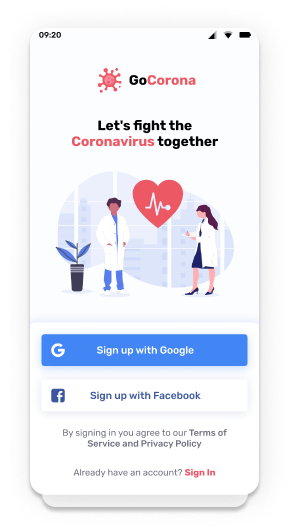 09:20
GoCorona
Let's fight the
Coronavirus together
G
Sign up with Google
f
Sign up with Facebook
By signing in you agree to our Terms of
Service and Privacy Policy
Already have an account? Sign In